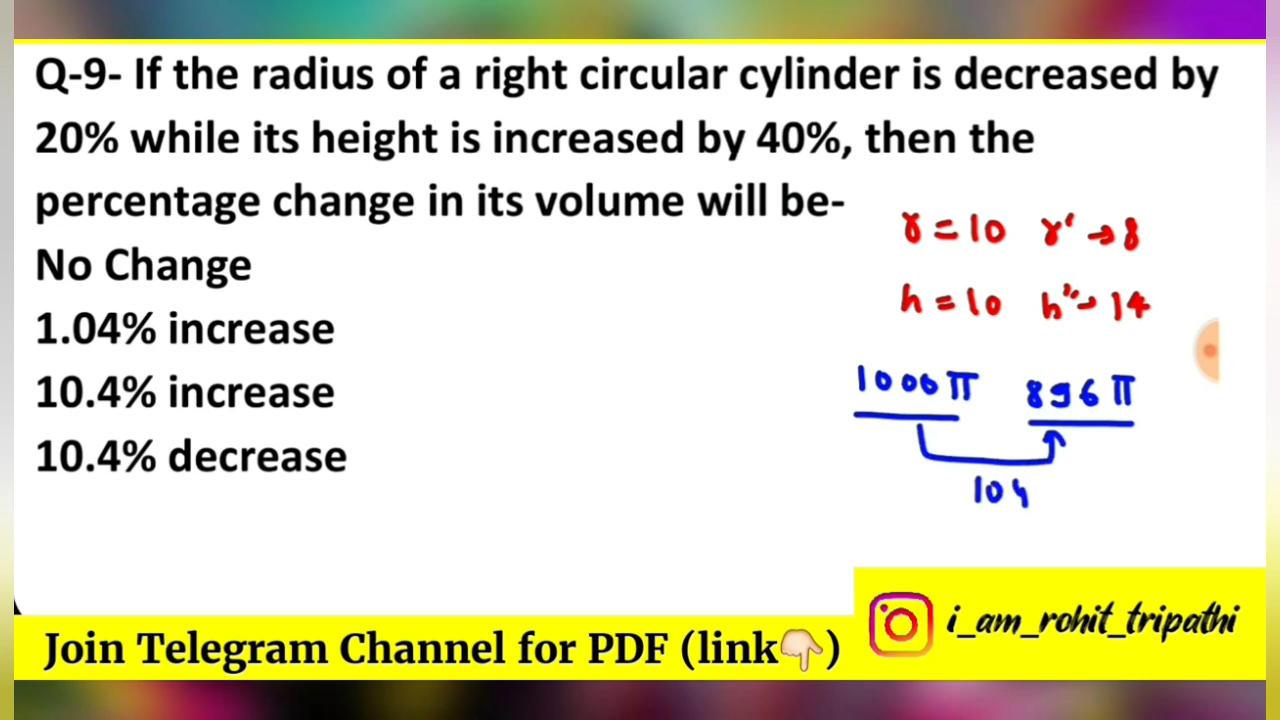 Q-9- If the radius of a right circular cylinder is decreased by
20% while its height is increased by 40%, then the
percentage change in its volume will be-
No Change
1.04% increase
10.4% increase
10.4% decrease
r = 10 r' → 8
h = 10 h' → 14
1000π 896π
104
Join Telegram Channel for PDF (link👇🏻)
i_am_rohit_tripathi